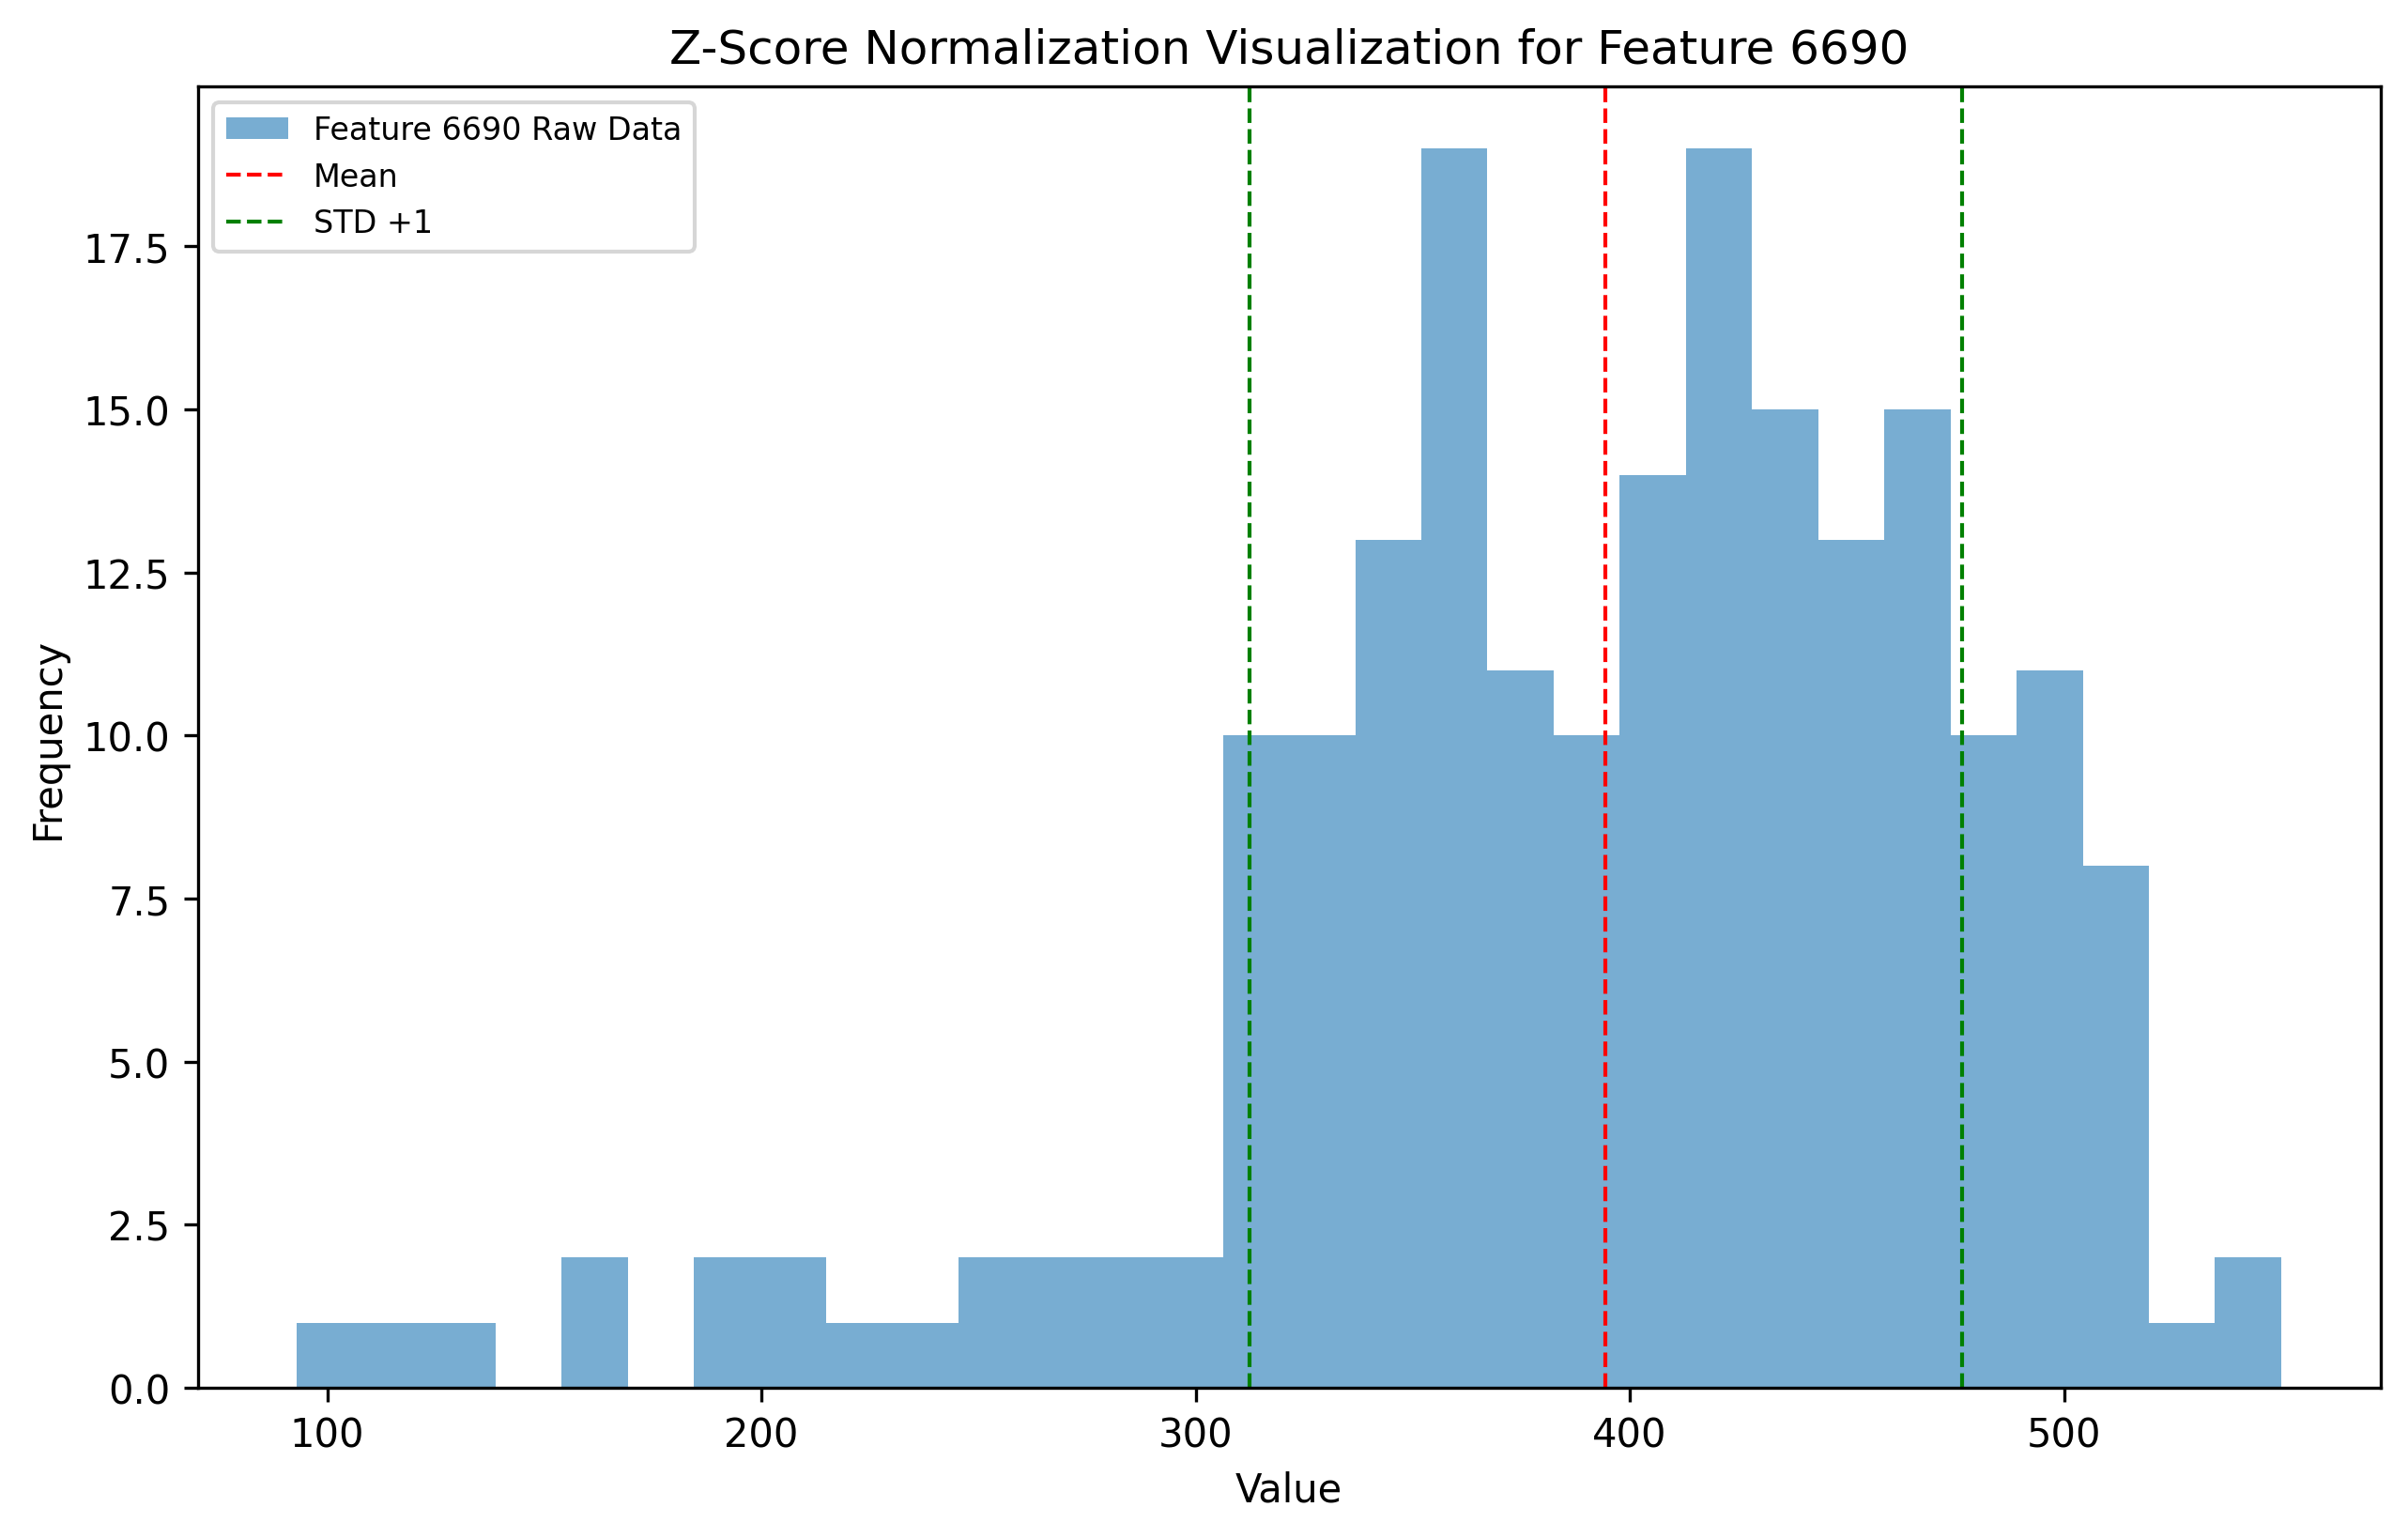 Z-Score Normalization Visualization for Feature 6690
Feature 6690 Raw Data
Mean
STD +1
17.5
15.0
12.5
10.0
7.5
5.0
2.5
0.0
Frequency
100 200 300 400 500
Value